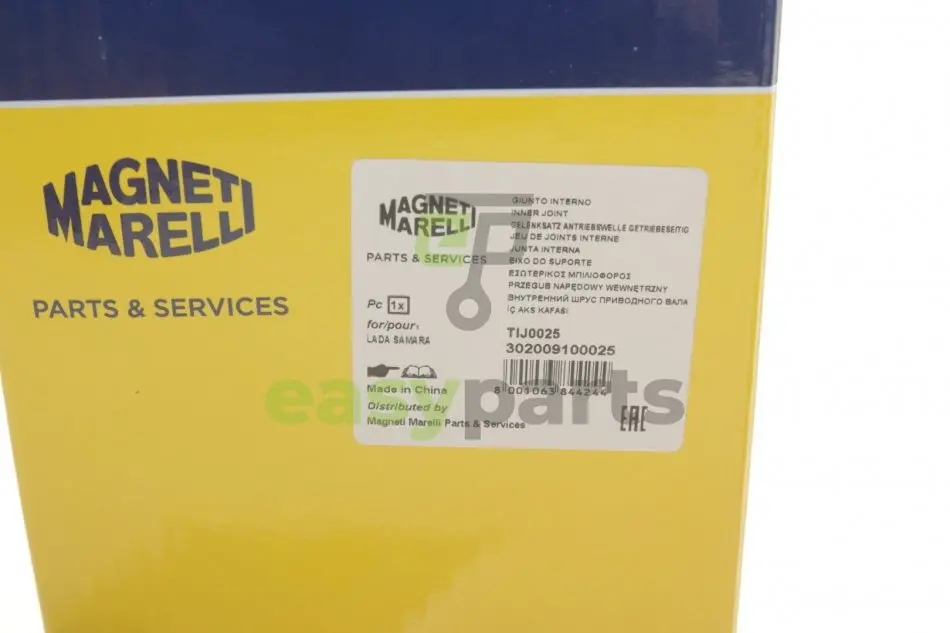 MAGNETI
MARELLI
PARTS & SERVICES
MAGNETI
MARELLI
PARTS & SERVICES
Pc 1x
for/pour:
LADA SAMARA
Made in China
Distributed by
Magneti Marelli Parts & Services
GIUNTO INTERNO
INNER JOINT
GELENKSATZ ANTRIEBSWELLE GETRIEBESEITIG
JEU DE JOINTS INTERNE
JUNTA INTERNA
EIXO DO SUPORTE
ΕΣΩΤΕΡΙΚΟΣ ΜΠΙΛΙΟΦΟΡΟΣ
PRZEGUB NAPĘDOWY WEWNĘTRZNY
ВНУТРЕННИЙ ШРУС ПРИВОДНОГО ВАЛА
IÇ AKS KAFASI
TIJ0025
302009100025
8 001063 844244
EAC
easyparts